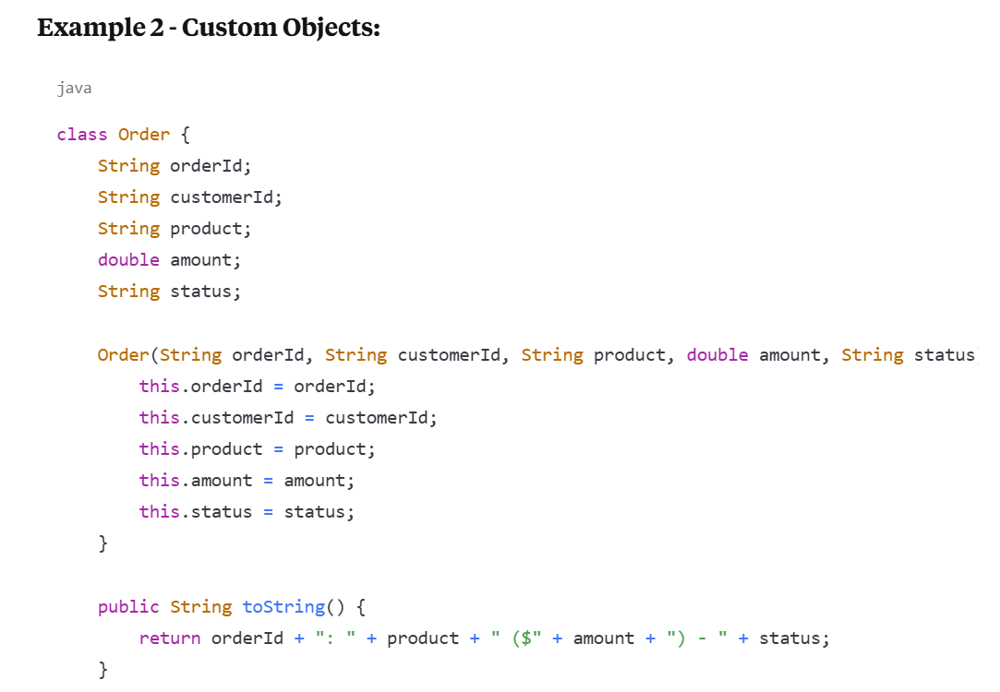 Example 2 - Custom Objects:
java
class Order {
    String orderId;
    String customerId;
    String product;
    double amount;
    String status;
    Order(String orderId, String customerId, String product, double amount, String status
        this.orderId = orderId;
        this.customerId = customerId;
        this.product = product;
        this.amount = amount;
        this.status = status;
    }
    public String toString() {
        return orderId + ": " + product + " ($" + amount + ") - " + status;
    }